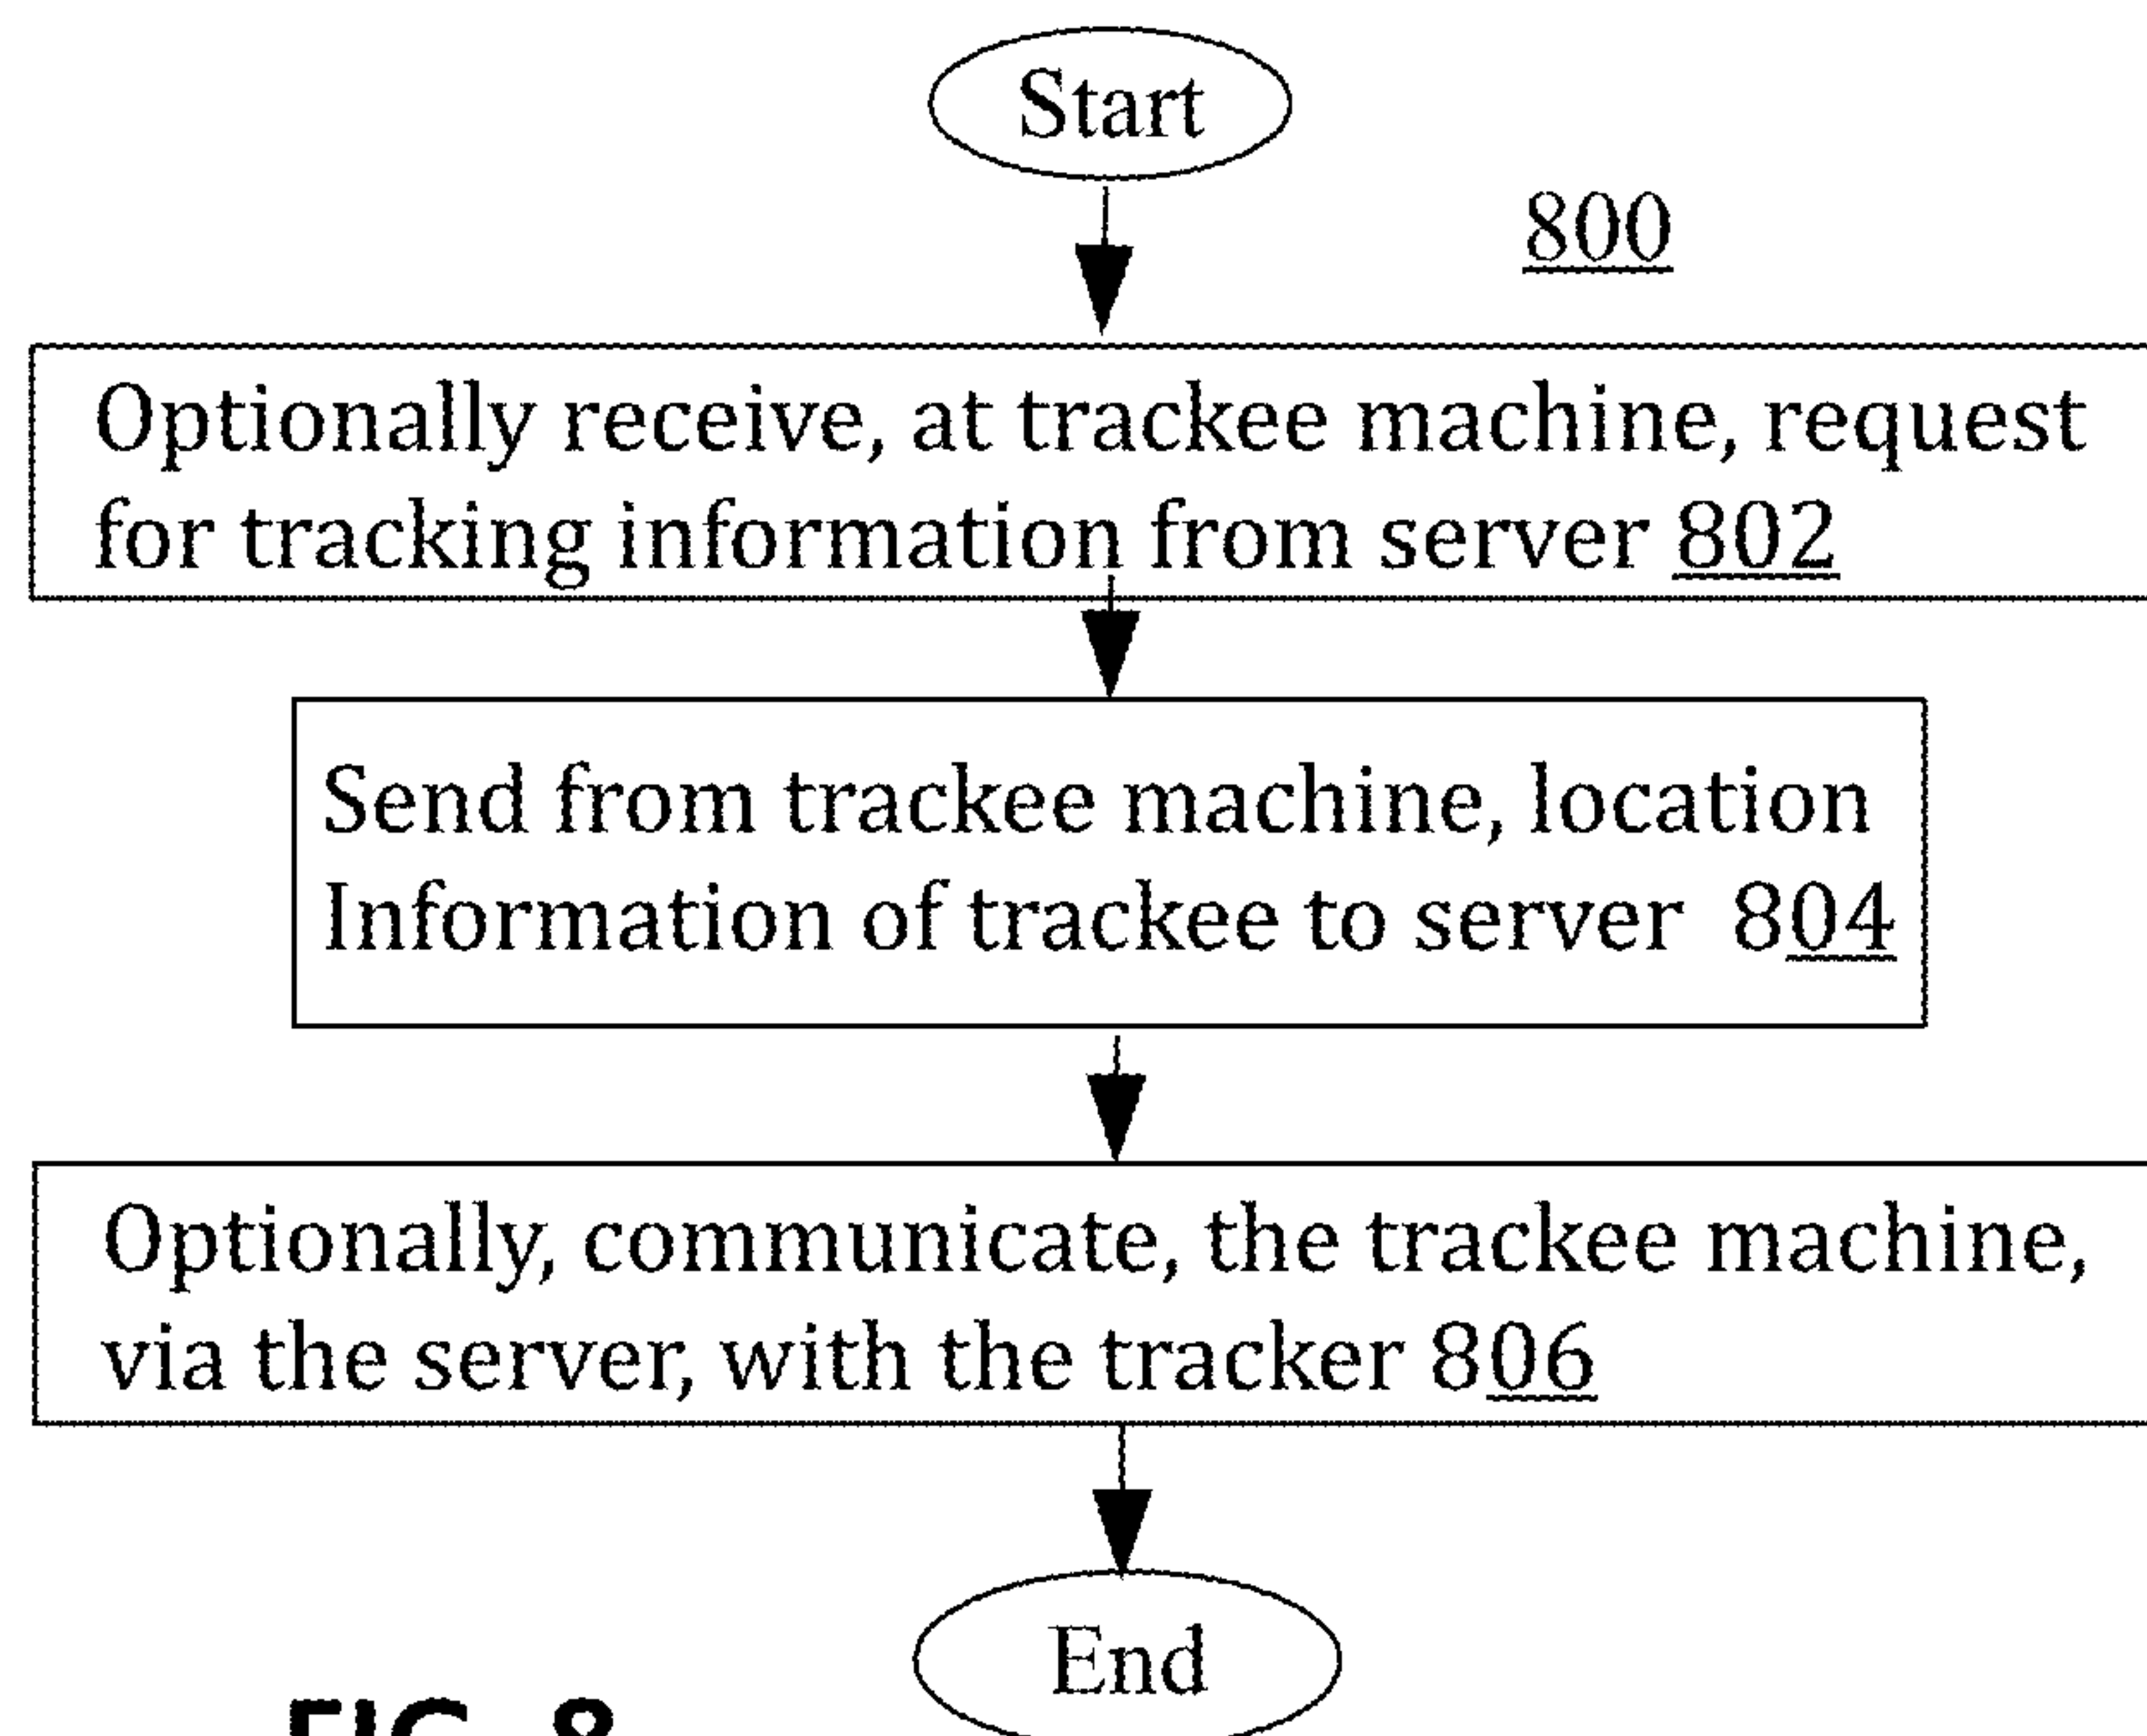 Start
800
Optionally receive, at trackee machine, request
for tracking information from server 802
Send from trackee machine, location
Information of trackee to server 804
Optionally, communicate, the trackee machine,
via the server, with the tracker 806
End
FIG. 8